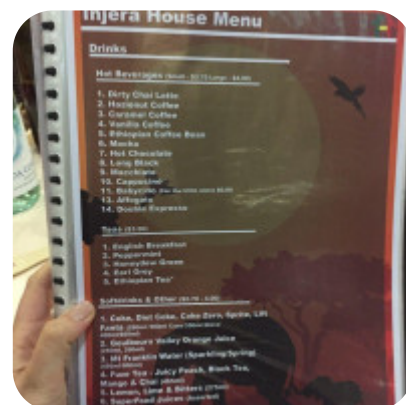 Injera House Menu
Drinks
Hot Beverages
1. Dirty Chai Latte
2. Hazlenut Coffee
3. Caramel Coffee
4. Vanilla Coffee
5. Ethiopian Coffee Bean
6. Mocha
7. Hot Chocolate
8. Long Black
9. Macchiato
10. Cappucino
11. Babycino
13. Affogato
14. Double Espresso
Teas
1. English Breakfast
2. Peppermint
3. Honeydew Green
4. Earl Grey
5. Ethiopian Tea'
Softdrinks & Other
1. Coke, Diet Coke, Coke Zero, Sprite, Lift
Fanta
2. Goulburn Valley Orange Juice
3. Mt Franklin Water (Sparkling/Spring)
4. Fuze Tea - Juicy Peach, Black Tea,
Mango & Chai
5. Lemon, Lime & Bitters
6. SuperFood Juices